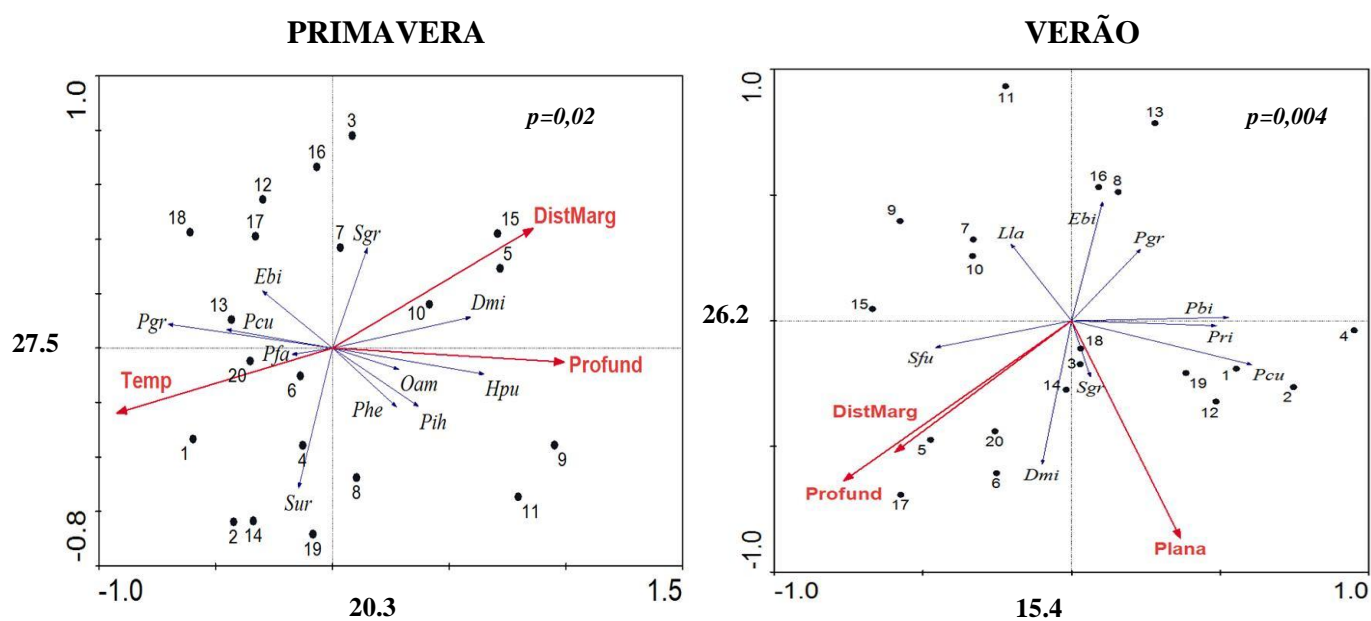 PRIMAVERA
1.0
3
p=0,02
16
12
18
17
7
Sgr
15
DistMarg
5
Ebi
13
Pcu
10
Dmi
Pgr
27.5
Pfa
Profund
20
Temp
6
Oam
Hpu
Phe
Pih
1
4
9
Sur
8
11
2
14
19
-0.8
-1.0
20.3
1.5
VERÃO
1.0
11
13
p=0,004
16
8
9
Ebi
7
Lla
Pgr
10
15
Pbi
26.2
Pri
4
18
Sfu
3
1
Pcu
14
Sgr
19
2
12
DistMarg
20
5
6
Dmi
Profund
17
Plana
-1.0
-1.0
15.4
1.0